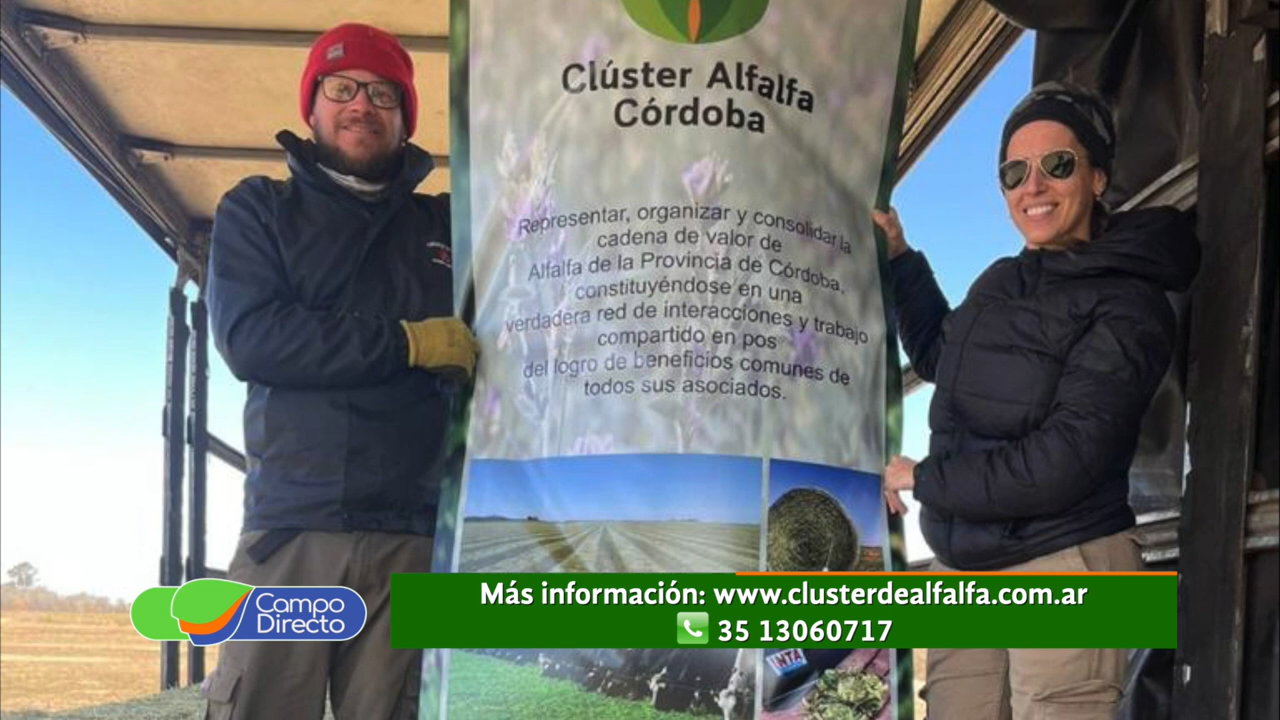 Clúster Alfalfa
Córdoba
Representar, organizar y consolidar la
cadena de valor de
Alfalfa de la Provincia de Córdoba,
constituyéndose en una
verdadera red de interacciones y trabajo
compartido en pos
del logro de beneficios comunes de
todos sus asociados.
Campo
Directo
Más información: www.clusterdealfalfa.com.ar
35 13060717
INTA